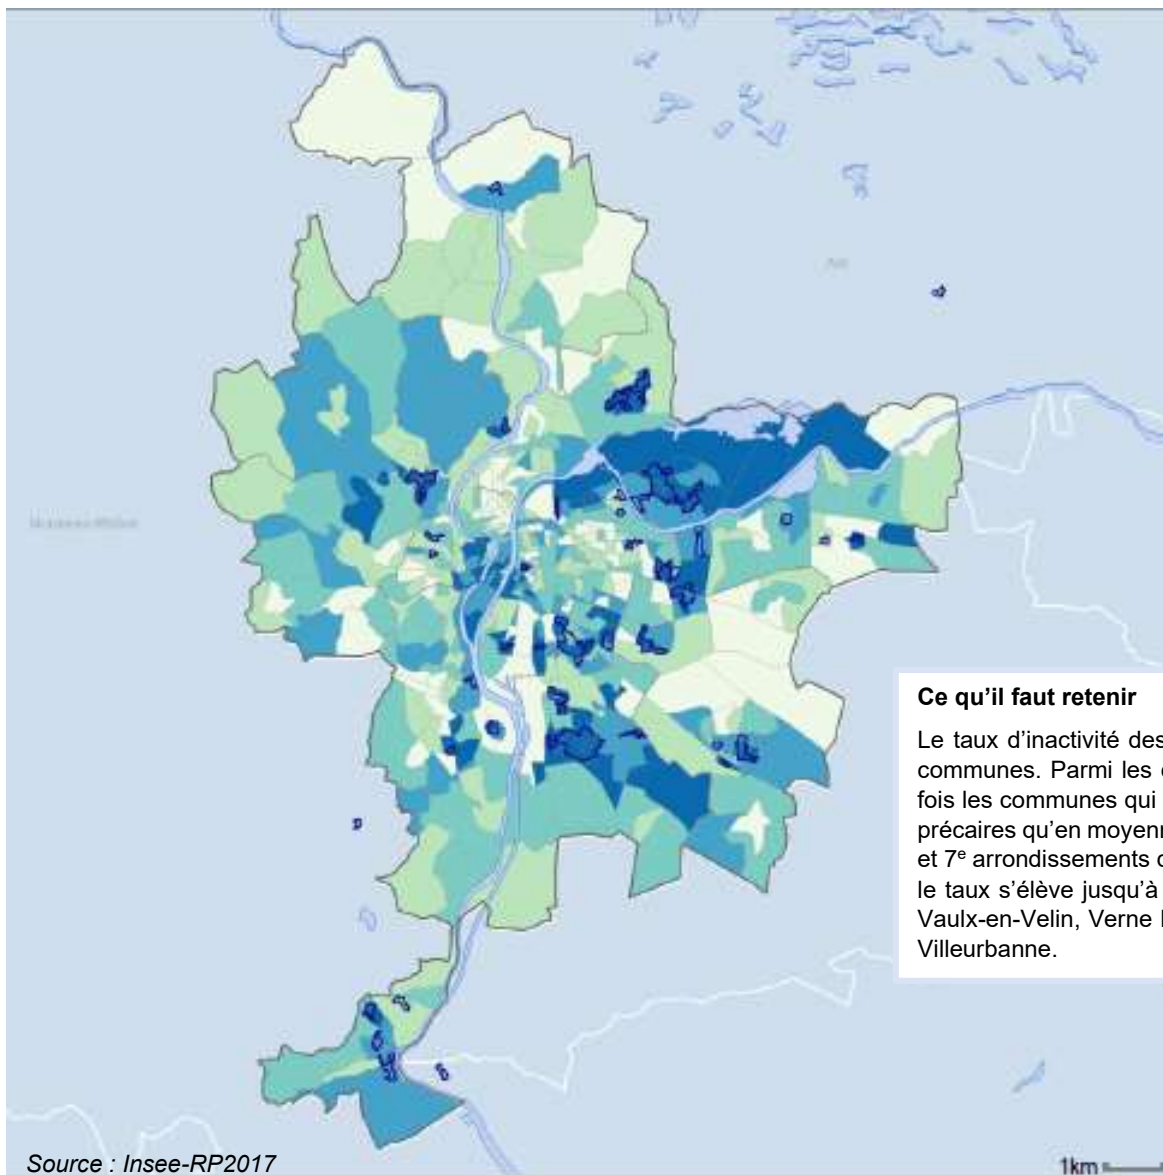 Ce qu’il faut retenir
Le taux d’inactivité des
communes. Parmi les
fois les communes qui
précaires qu’en moyenn
et 7e arrondissements
le taux s’élève jusqu’à
Vaulx-en-Velin, Verne
Villeurbanne.
Source : Insee-RP2017
1km